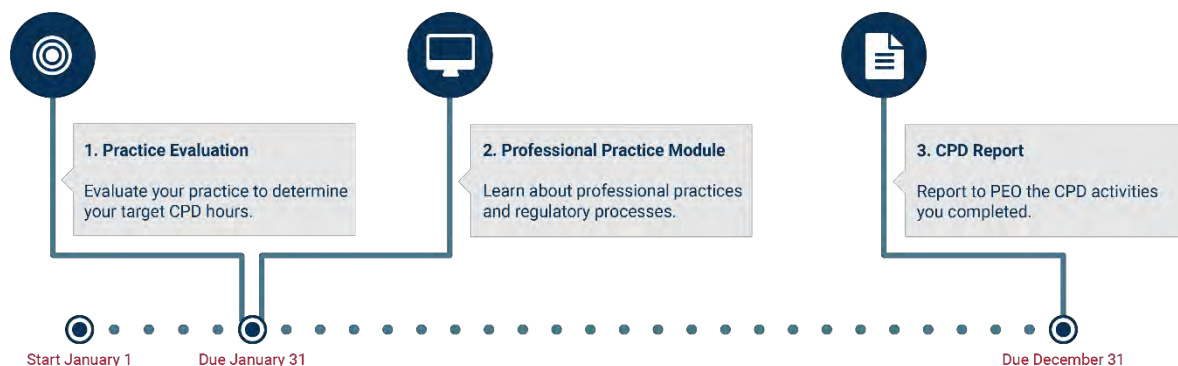 1. Practice Evaluation
Evaluate your practice to determine
your target CPD hours.
2. Professional Practice Module
Learn about professional practices
and regulatory processes.
3. CPD Report
Report to PEO the CPD activities
you completed.
Start January 1
Due January 31
Due December 31